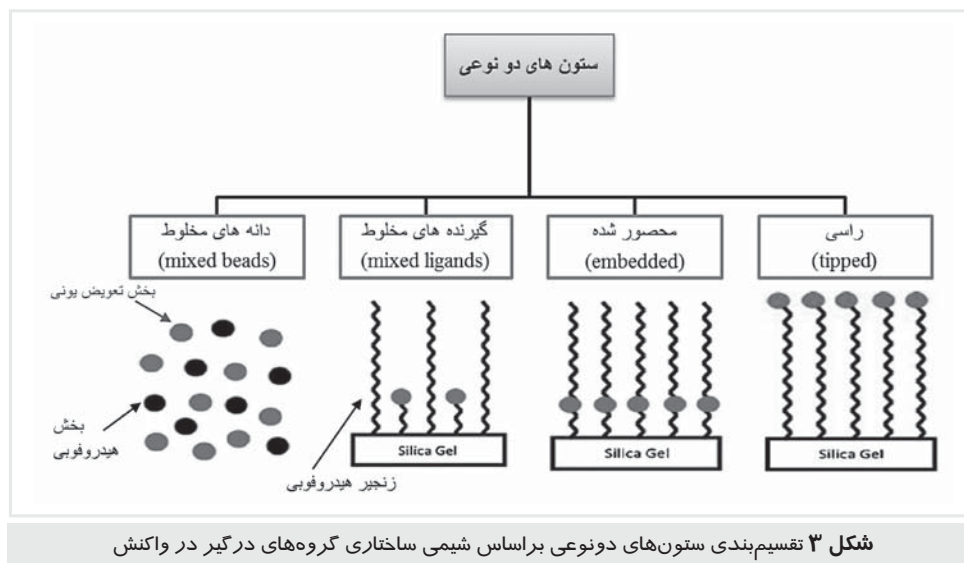 ستون های دو نوعی
راسی
(tipped)
محصور شده
(embedded)
گیرنده های مخلوط
(mixed ligands)
دانه های مخلوط
(mixed beads)
بخش تعویض یونی
بخش
هیدروفوبی
زنجیر هیدروفوبی
Silica Gel
Silica Gel
Silica Gel
شکل ۳ تقسیم‌بندی ستون‌های دونوعی براساس شیمی ساختاری گروه‌های درگیر در واکنش